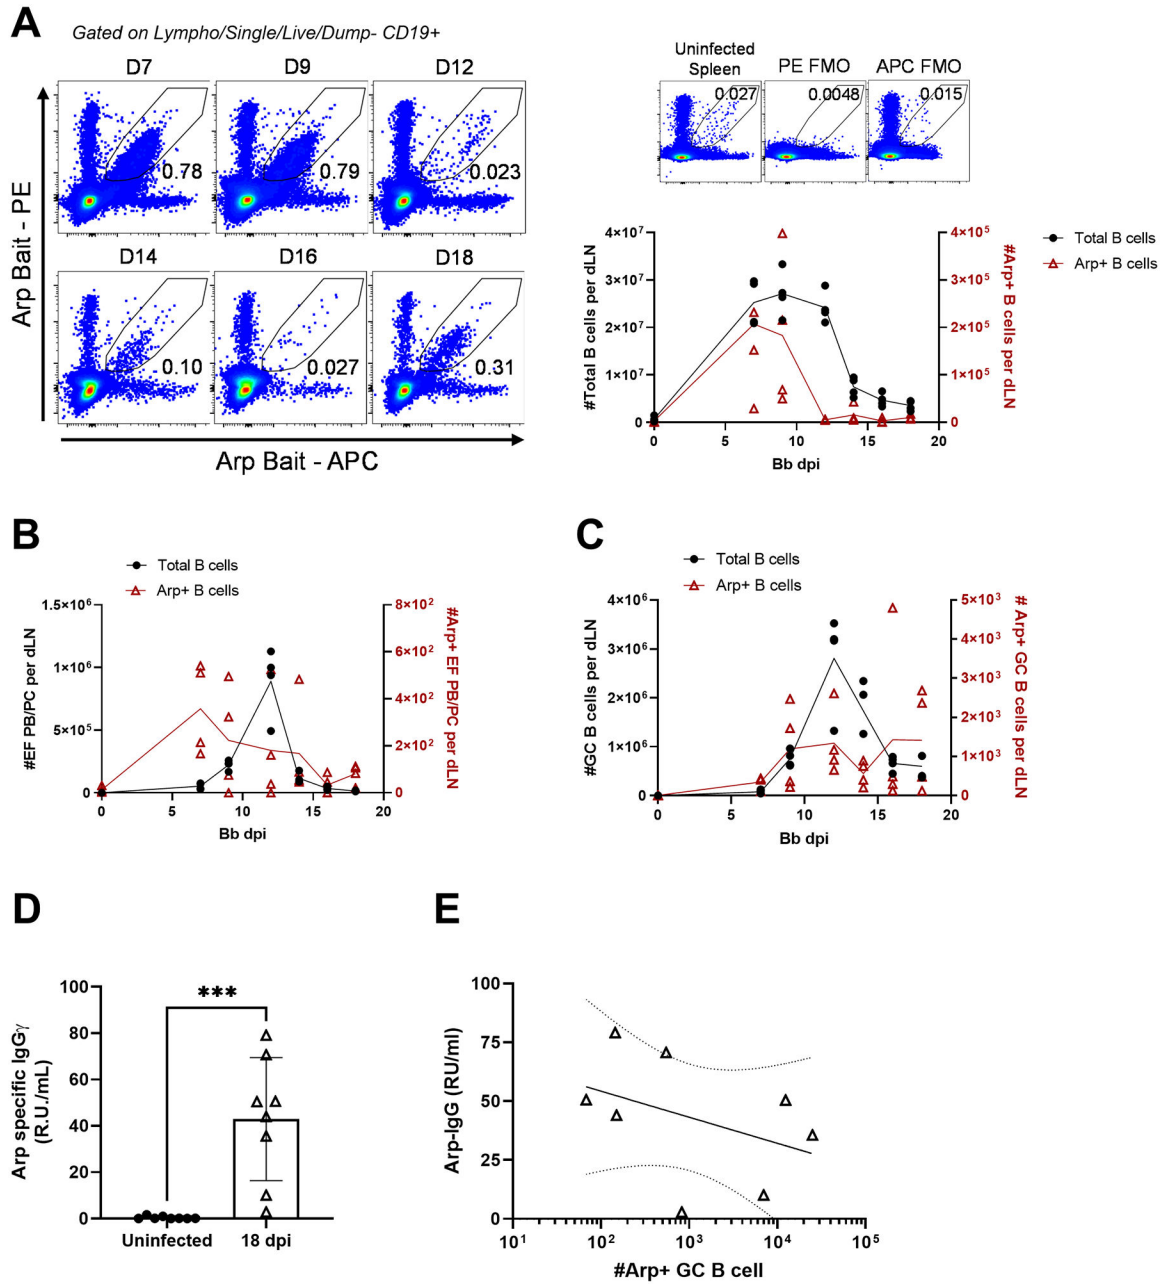 A
Gated on Lympho/Single/Live/Dump- CD19+
D7
D9
D12
0.78
0.79
0.023
D14
D16
D18
0.10
0.027
0.31
Arp Bait - PE
Arp Bait - APC
Uninfected
Spleen
PE FMO
APC FMO
0.027
0.0048
0.015
4×10⁷
3×10⁷
2×10⁷
1×10⁷
0
#Total B cells per dLN
4×10⁵
3×10⁵
2×10⁵
1×10⁵
0
#Arp+ B cells per dLN
0
5
10
15
20
Bb dpi
Total B cells
Arp+ B cells
B
Total B cells
Arp+ B cells
1.5×10⁶
1×10⁶
5×10⁵
0
#EF PB/PC per dLN
8×10²
6×10²
4×10²
2×10²
0
#Arp+ EF PB/PC per dLN
0
5
10
15
20
Bb dpi
C
Total B cells
Arp+ B cells
4×10⁶
3×10⁶
2×10⁶
1×10⁶
0
#GC B cells per dLN
5×10³
4×10³
3×10³
2×10³
1×10³
0
# Arp+ GC B cells per dLN
0
5
10
15
20
Bb dpi
D
Arp specific IgGγ
(R.U./mL)
100
80
60
40
20
0
***
Uninfected
18 dpi
E
Arp-IgG (RU/ml)
100
75
50
25
0
10¹
10²
10³
10⁴
10⁵
#Arp+ GC B cell